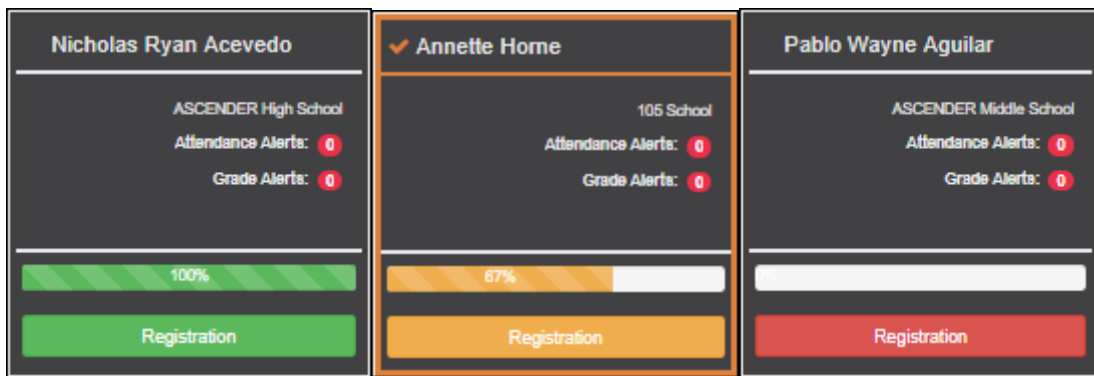 Nicholas Ryan Acevedo
ASCENDER High School
Attendance Alerts: 0
Grade Alerts: 0
100%
Registration
Annette Horne
105 School
Attendance Alerts: 0
Grade Alerts: 0
67%
Registration
Pablo Wayne Aguilar
ASCENDER Middle School
Attendance Alerts: 0
Grade Alerts: 0
Registration